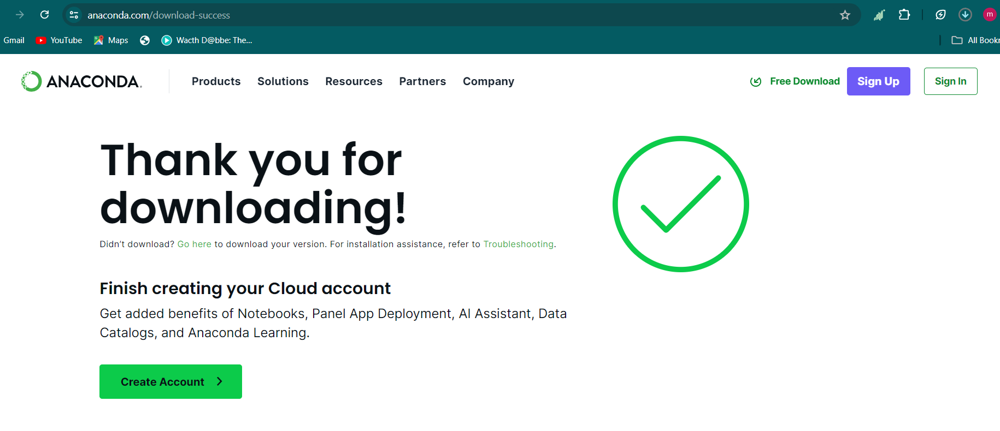 anaconda.com/download-success
m
Gmail YouTube Maps Wacth D@bbe: The... All Bookr
ANACONDA. Products Solutions Resources Partners Company Free Download Sign Up Sign In
Thank you for
downloading!
Didn’t download? Go here to download your version. For installation assistance, refer to Troubleshooting.
Finish creating your Cloud account
Get added benefits of Notebooks, Panel App Deployment, AI Assistant, Data
Catalogs, and Anaconda Learning.
Create Account